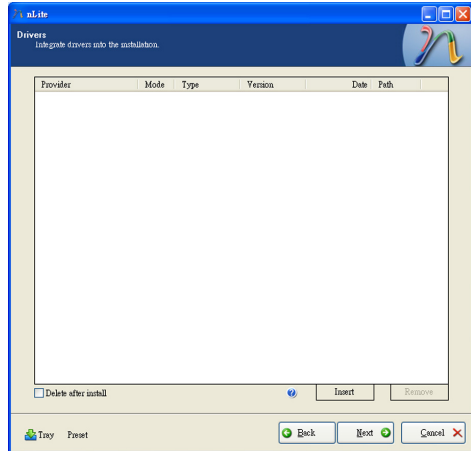 nLite
Drivers
Integrate drivers into the installation.
Provider Mode Type Version Date Path
Delete after install
Insert Remove
Tray Preset
Back Next Cancel